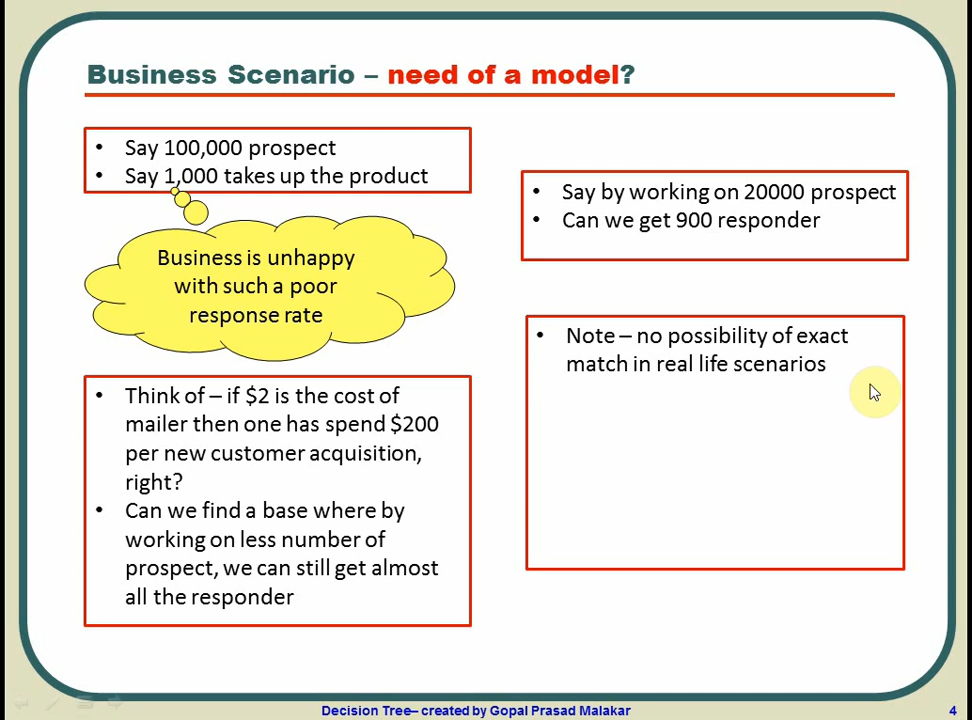 Business Scenario – need of a model?
• Say 100,000 prospect
• Say 1,000 takes up the product
Business is unhappy
with such a poor
response rate
• Think of – if $2 is the cost of
mailer then one has spend $200
per new customer acquisition,
right?
• Can we find a base where by
working on less number of
prospect, we can still get almost
all the responder
• Say by working on 20000 prospect
• Can we get 900 responder
• Note – no possibility of exact
match in real life scenarios
Decision Tree– created by Gopal Prasad Malakar
4